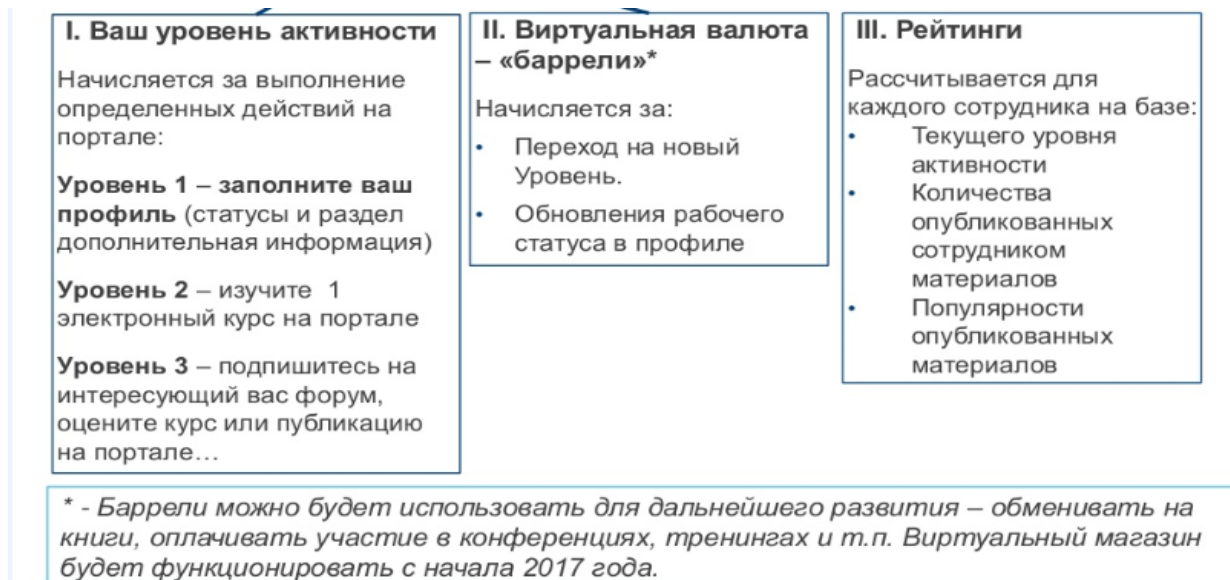 I. Ваш уровень активности
Начисляется за выполнение
определенных действий на
портале:
Уровень 1 – заполните ваш
профиль (статусы и раздел
дополнительная информация)
Уровень 2 – изучите 1
электронный курс на портале
Уровень 3 – подпишитесь на
интересующий вас форум,
оцените курс или публикацию
на портале…
II. Виртуальная валюта
– «баррели»*
Начисляется за:
• Переход на новый
Уровень.
• Обновления рабочего
статуса в профиле
III. Рейтинги
Рассчитывается для
каждого сотрудника на базе:
• Текущего уровня
активности
• Количества
опубликованных
сотрудником
материалов
• Популярности
опубликованных
материалов
* - Баррели можно будет использовать для дальнейшего развития – обменивать на
книги, оплачивать участие в конференциях, тренингах и т.п. Виртуальный магазин
будет функционировать с начала 2017 года.